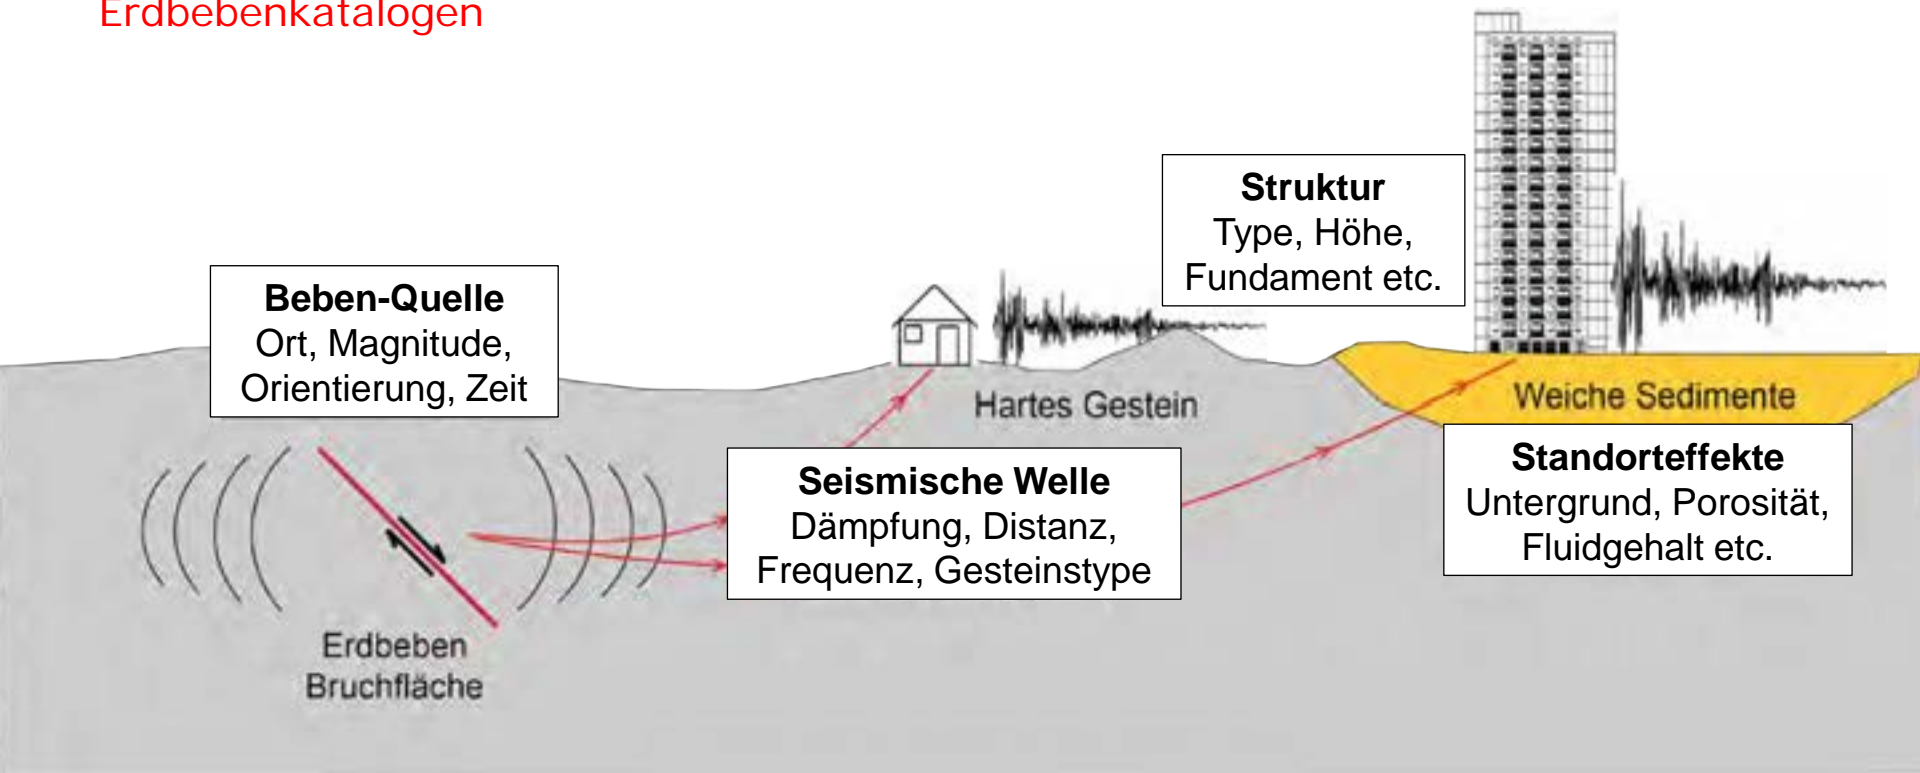 Erdbebenkatalogen
Struktur
Type, Höhe,
Fundament etc.
Beben-Quelle
Ort, Magnitude,
Orientierung, Zeit
Hartes Gestein
Weiche Sedimente
Seismische Welle
Dämpfung, Distanz,
Frequenz, Gesteinstype
Standorteffekte
Untergrund, Porosität,
Fluidgehalt etc.
Erdbeben
Bruchfläche